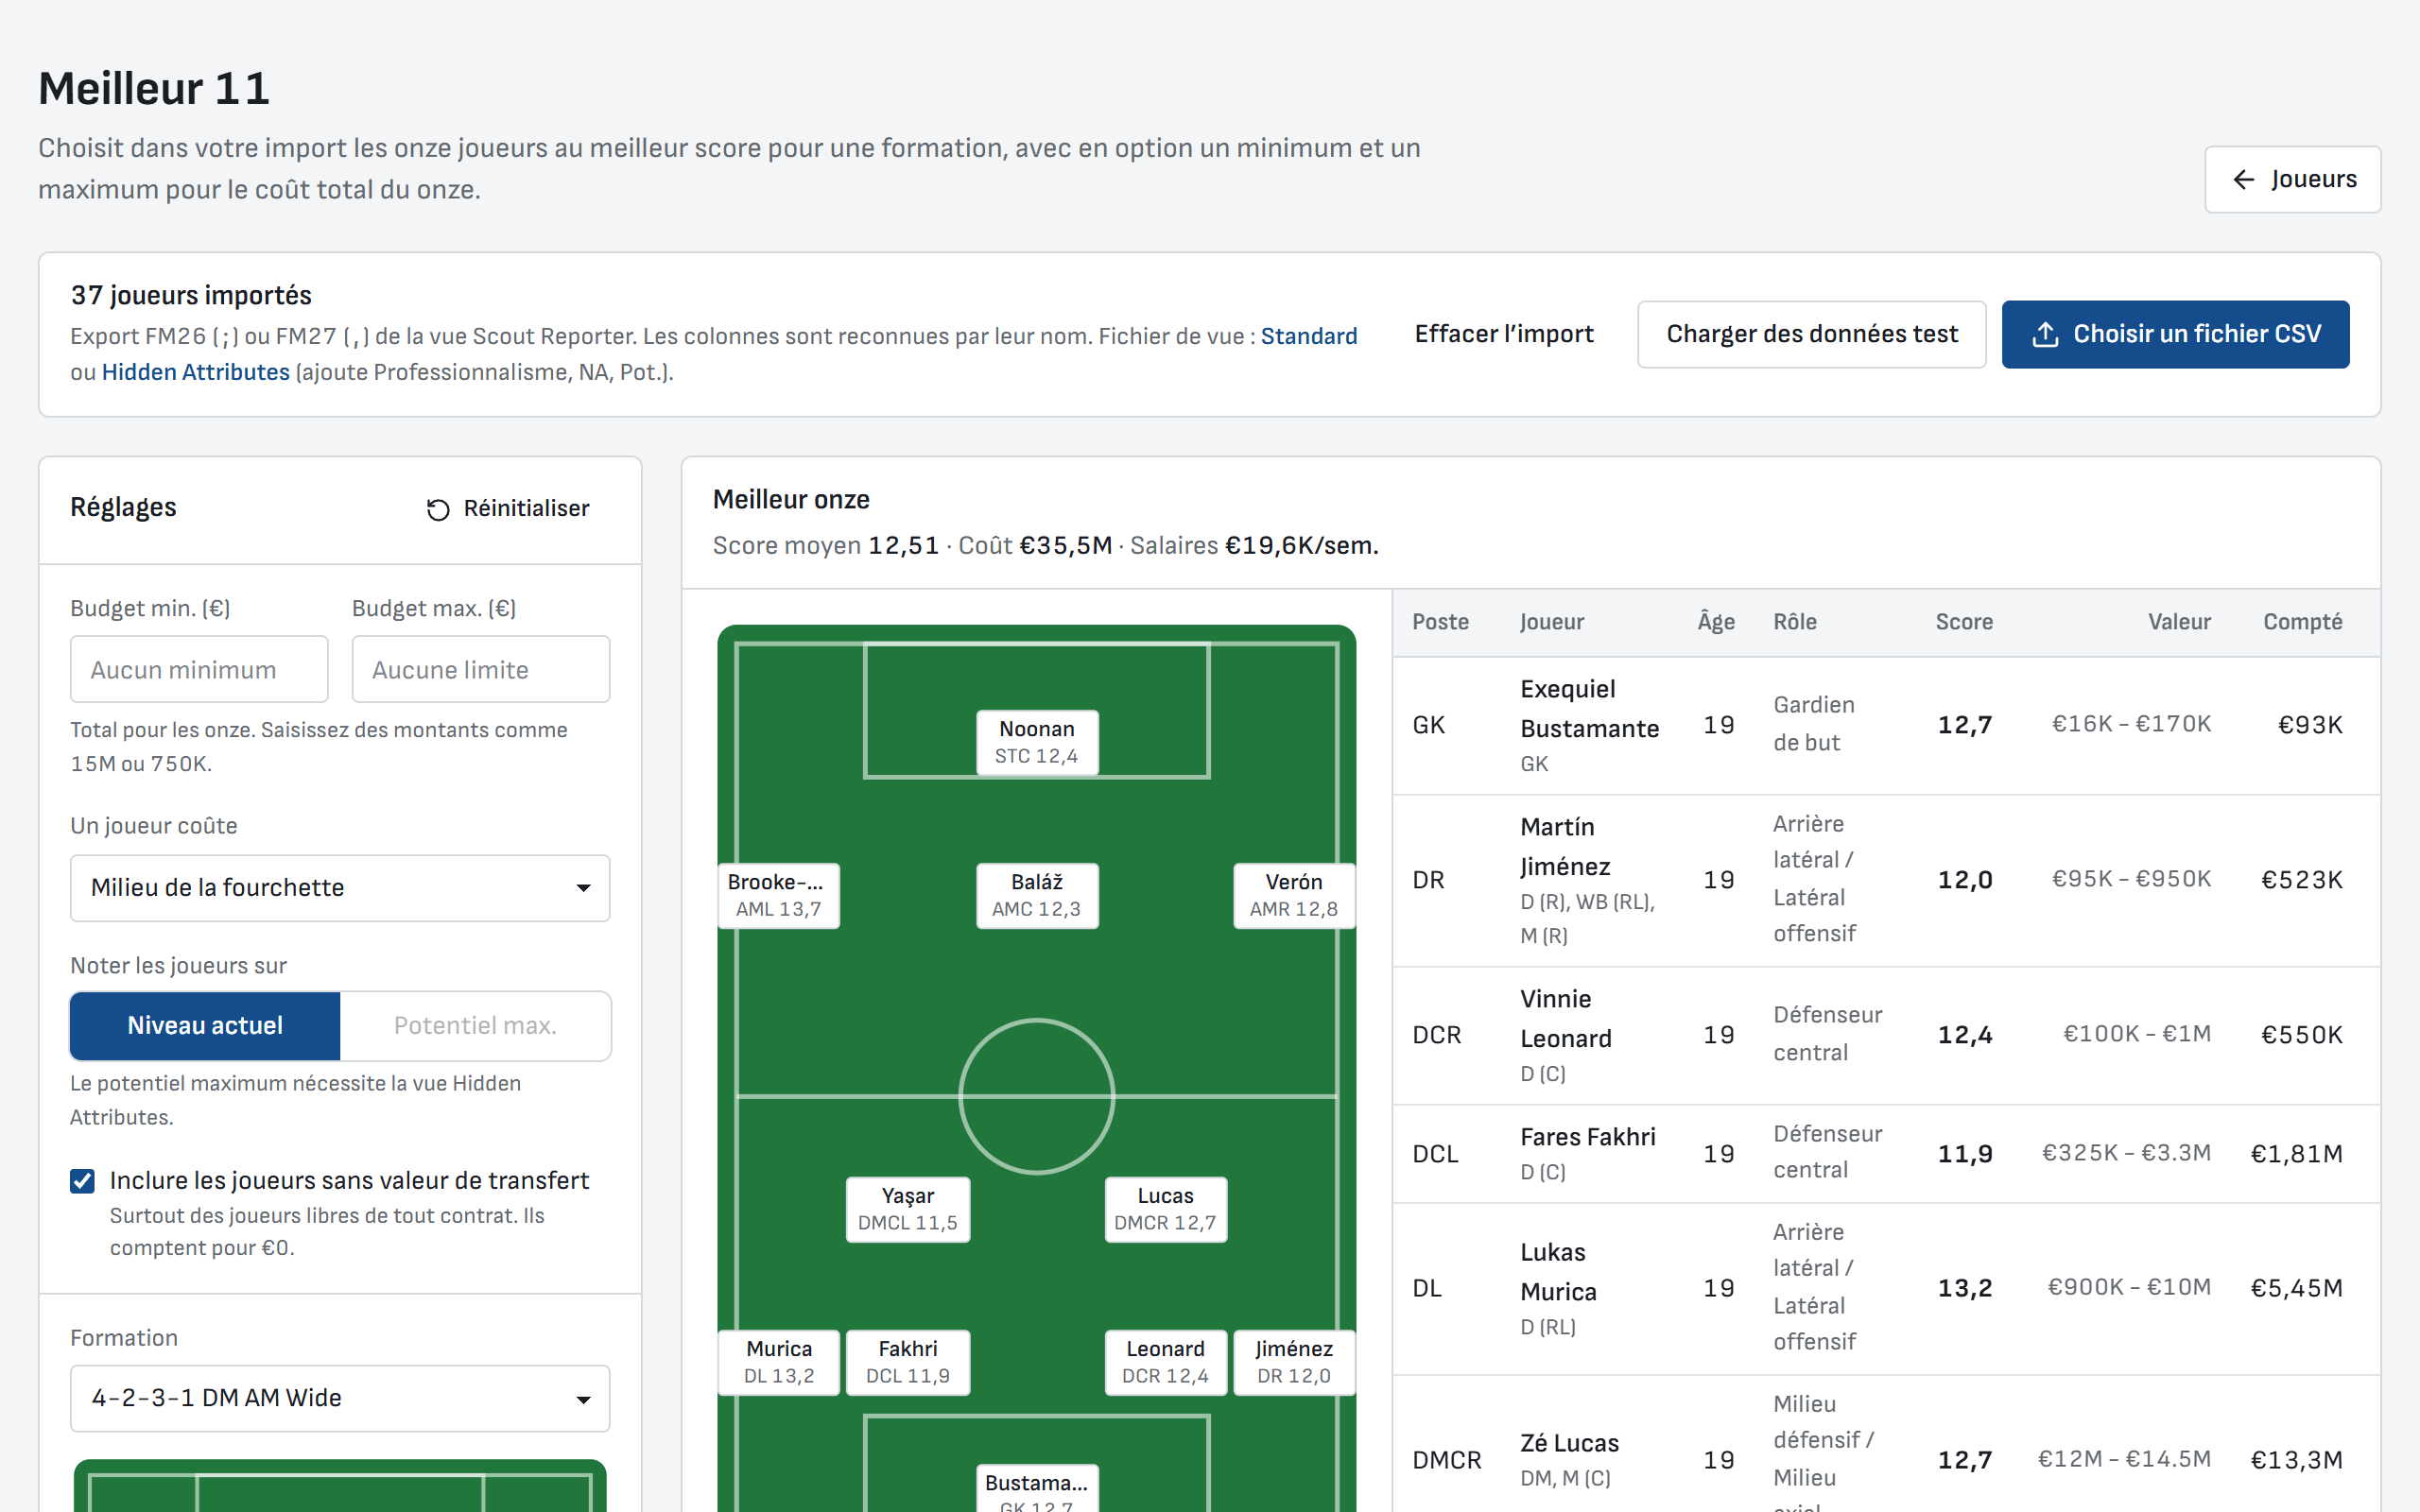 Meilleur 11
Choisit dans votre import les onze joueurs au meilleur score pour une formation, avec en option un minimum et un
maximum pour le coût total du onze.
Joueurs
37 joueurs importés
Export FM26 (;) ou FM27 (,) de la vue Scout Reporter. Les colonnes sont reconnues par leur nom. Fichier de vue : Standard
ou Hidden Attributes (ajoute Professionnalisme, NA, Pot.).
Effacer l’import
Charger des données test
Choisir un fichier CSV
Réglages
Réinitialiser
Budget min. (€)
Budget max. (€)
Aucun minimum
Aucune limite
Total pour les onze. Saisissez des montants comme
15M ou 750K.
Un joueur coûte
Milieu de la fourchette
Noter les joueurs sur
Niveau actuel
Potentiel max.
Le potentiel maximum nécessite la vue Hidden
Attributes.
Inclure les joueurs sans valeur de transfert
Surtout des joueurs libres de tout contrat. Ils
comptent pour €0.
Formation
4-2-3-1 DM AM Wide
Meilleur onze
Score moyen 12,51 · Coût €35,5M · Salaires €19,6K/sem.
Noonan
STC 12,4
Brooke-...
AML 13,7
Baláž
AMC 12,3
Verón
AMR 12,8
Yaşar
DMCL 11,5
Lucas
DMCR 12,7
Murica
DL 13,2
Fakhri
DCL 11,9
Leonard
DCR 12,4
Jiménez
DR 12,0
Bustama...
GK 12,7
Poste Joueur Âge Rôle Score Valeur Compté
GK
Exequiel
Bustamante
GK
19
Gardien
de but
12,7
€16K - €170K
€93K
DR
Martín
Jiménez
D (R), WB (RL),
M (R)
19
Arrière
latéral /
Latéral
offensif
12,0
€95K - €950K
€523K
DCR
Vinnie
Leonard
D (C)
19
Défenseur
central
12,4
€100K - €1M
€550K
DCL
Fares Fakhri
D (C)
19
Défenseur
central
11,9
€325K - €3.3M
€1,81M
DL
Lukas
Murica
D (RL)
19
Arrière
latéral /
Latéral
offensif
13,2
€900K - €10M
€5,45M
DMCR
Zé Lucas
DM, M (C)
19
Milieu
défensif /
Milieu
axial
12,7
€12M - €14.5M
€13,3M